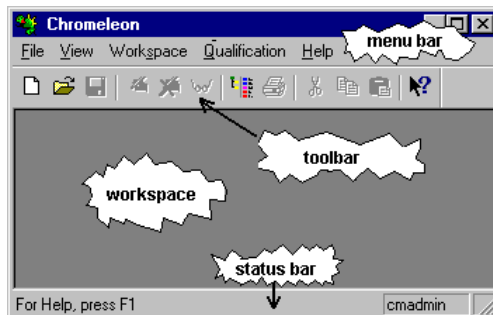 Chromeleon
File View Workspace Qualification Help
menu bar
toolbar
workspace
status bar
For Help, press F1 cmadmin